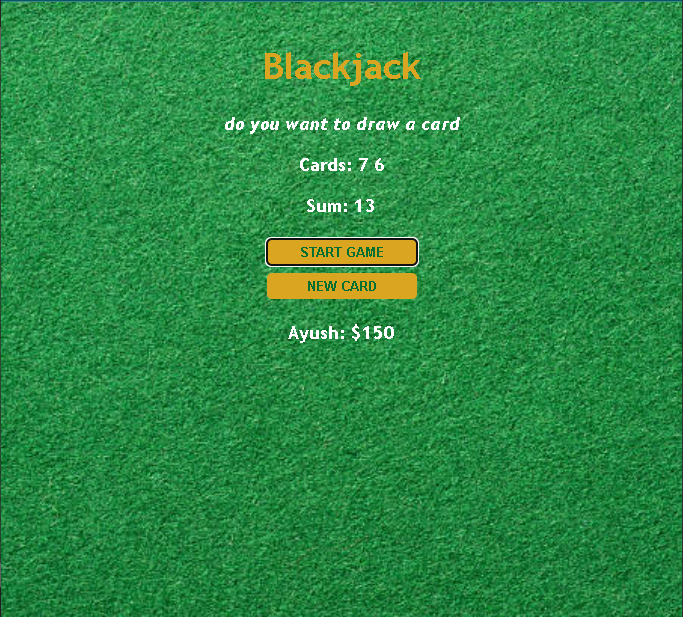 Blackjack
do you want to draw a card
Cards: 7 6
Sum: 13
START GAME
NEW CARD
Ayush: $150